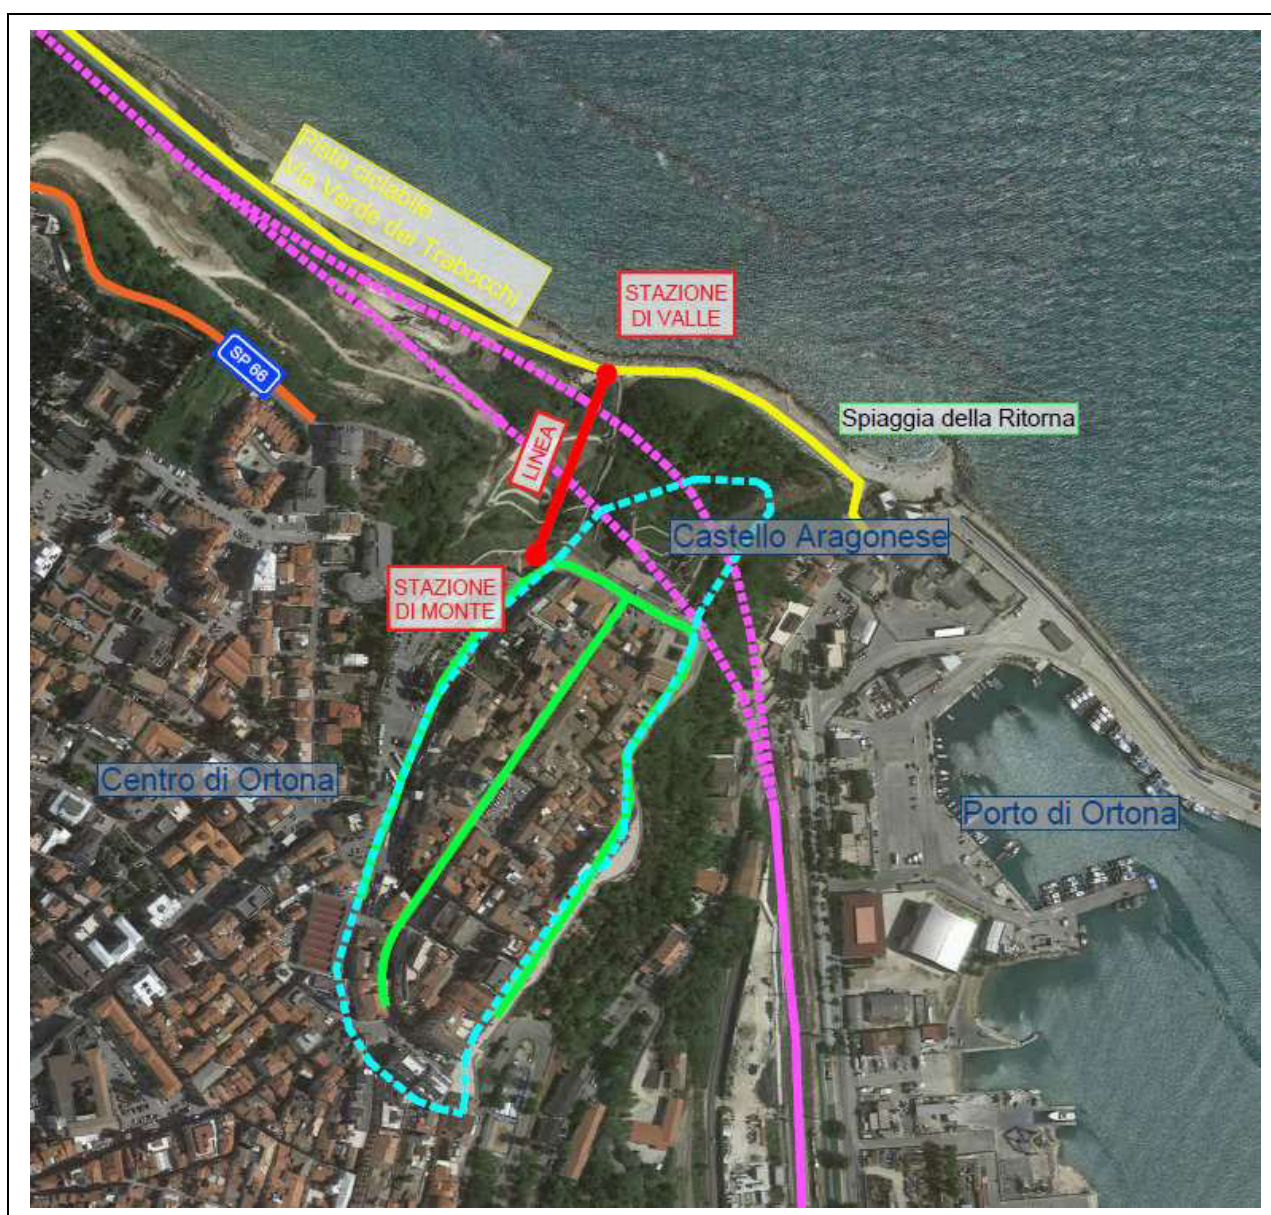 Pista ciclabile
Via Verde dei Trabocchi
STAZIONE
DI VALLE
SP 66
Spiaggia della Ritorna
LINEA
Castello Aragonese
STAZIONE
DI MONTE
Centro di Ortona
Porto di Ortona